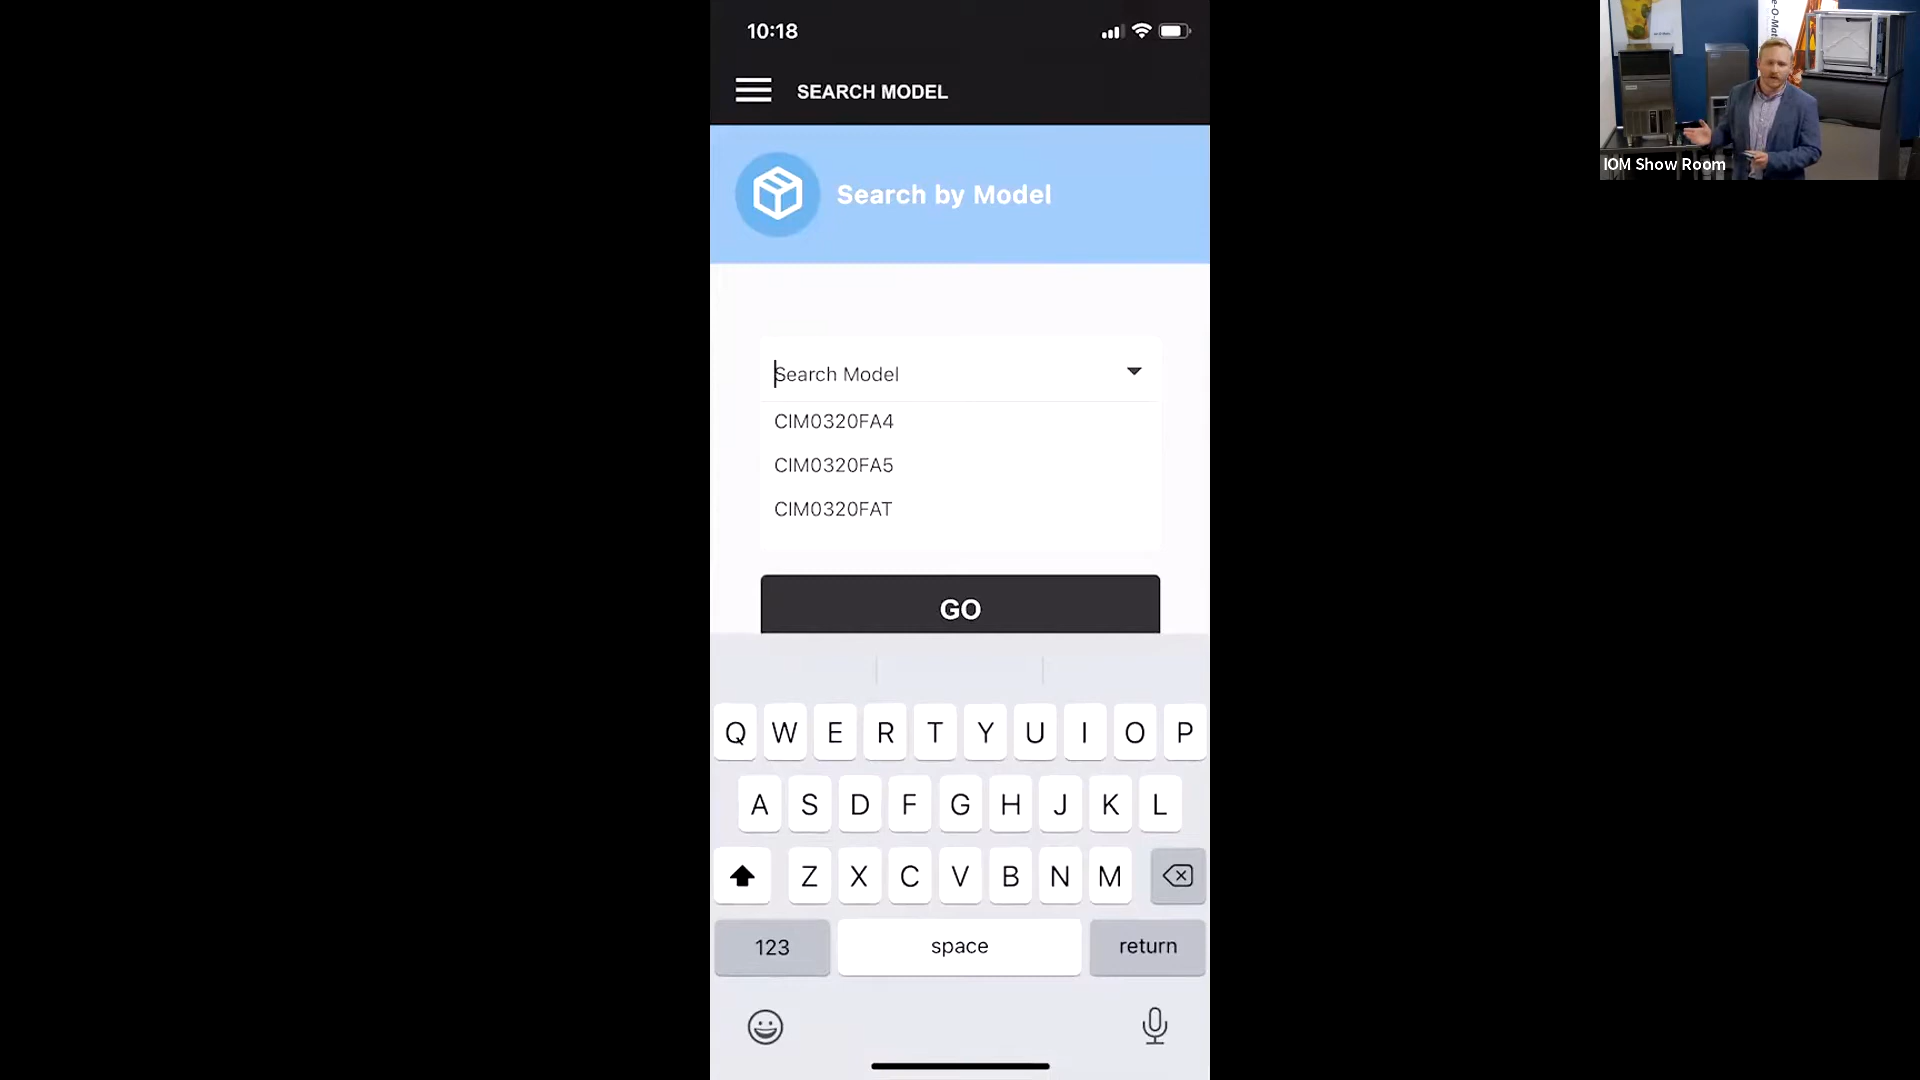 10:18
SEARCH MODEL
Search by Model
Search Model
CIM0320FA4
CIM0320FA5
CIM0320FAT
GO
Q W E R T Y U I O P
A S D F G H J K L
Z X C V B N M
123 space return
e-O-Mat
IOM Show Room